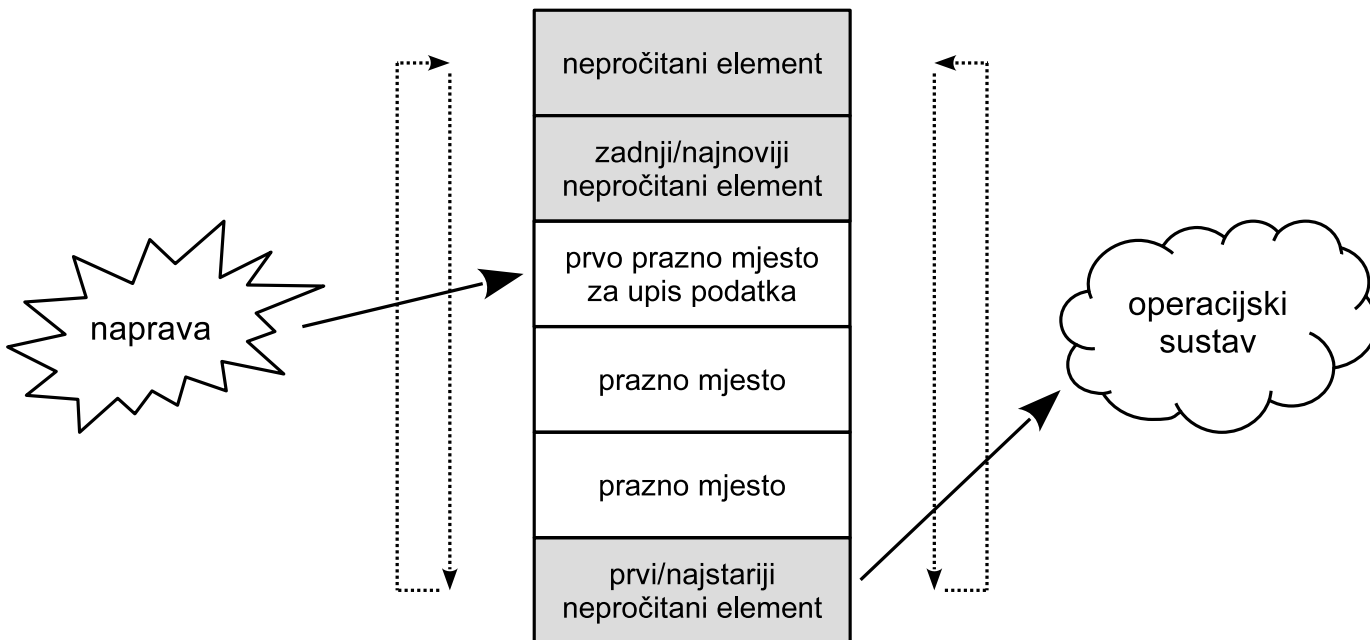 nepročitani element
zadnji/najnoviji
nepročitani element
prvo prazno mjesto
za upis podatka
naprava
operacijski
sustav
prazno mjesto
prazno mjesto
prvi/najstariji
nepročitani element